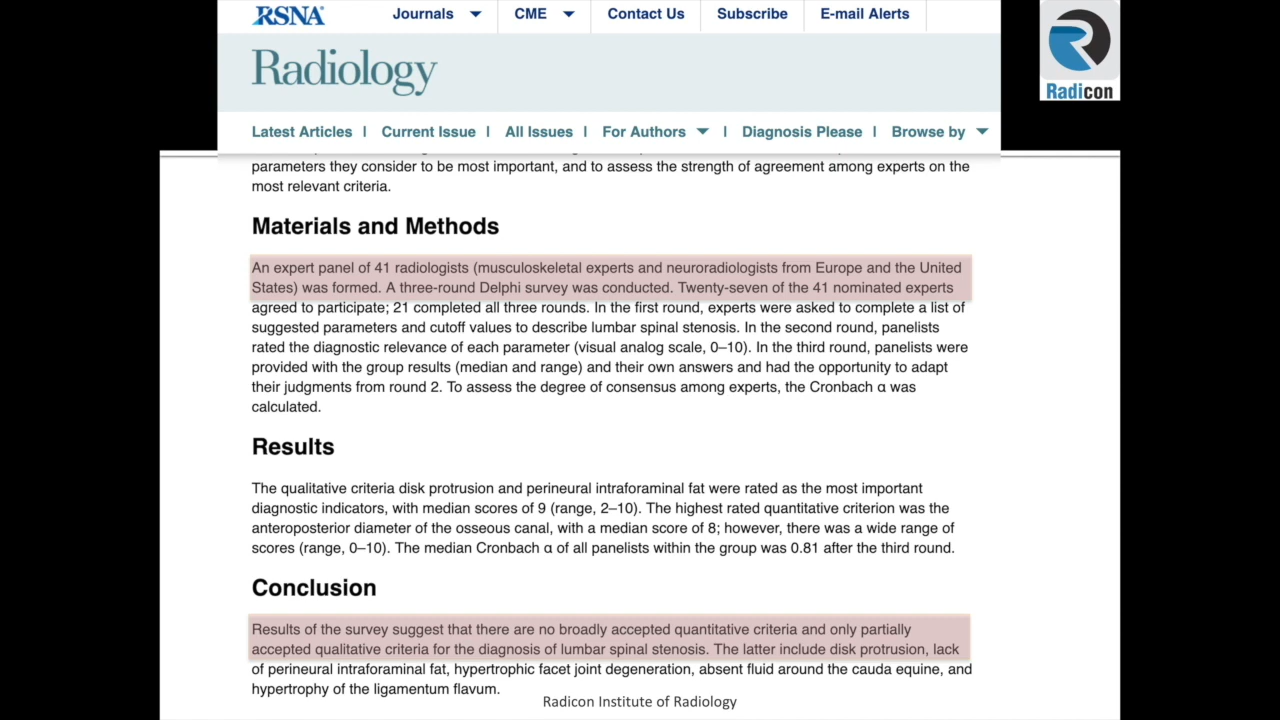 RSNA
Journals CME Contact Us Subscribe E-mail Alerts
Radicon
Radiology
Latest Articles | Current Issue | All Issues | For Authors | Diagnosis Please | Browse by
parameters they consider to be most important, and to assess the strength of agreement among experts on the
most relevant criteria.
Materials and Methods
An expert panel of 41 radiologists (musculoskeletal experts and neuroradiologists from Europe and the United
States) was formed. A three-round Delphi survey was conducted. Twenty-seven of the 41 nominated experts
agreed to participate; 21 completed all three rounds. In the first round, experts were asked to complete a list of
suggested parameters and cutoff values to describe lumbar spinal stenosis. In the second round, panelists
rated the diagnostic relevance of each parameter (visual analog scale, 0–10). In the third round, panelists were
provided with the group results (median and range) and their own answers and had the opportunity to adapt
their judgments from round 2. To assess the degree of consensus among experts, the Cronbach α was
calculated.
Results
The qualitative criteria disk protrusion and perineural intraforaminal fat were rated as the most important
diagnostic indicators, with median scores of 9 (range, 2–10). The highest rated quantitative criterion was the
anteroposterior diameter of the osseous canal, with a median score of 8; however, there was a wide range of
scores (range, 0–10). The median Cronbach α of all panelists within the group was 0.81 after the third round.
Conclusion
Results of the survey suggest that there are no broadly accepted quantitative criteria and only partially
accepted qualitative criteria for the diagnosis of lumbar spinal stenosis. The latter include disk protrusion, lack
of perineural intraforaminal fat, hypertrophic facet joint degeneration, absent fluid around the cauda equine, and
hypertrophy of the ligamentum flavum.
Radicon Institute of Radiology